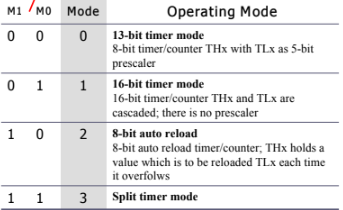 M1 M0 Mode Operating Mode
0 0 0 13-bit timer mode
8-bit timer/counter THx with TLx as 5-bit
prescaler
0 1 1 16-bit timer mode
16-bit timer/counter THx and TLx are
cascaded; there is no prescaler
1 0 2 8-bit auto reload
8-bit auto reload timer/counter; THx holds a
value which is to be reloaded TLx each time
it overfolws
1 1 3 Split timer mode